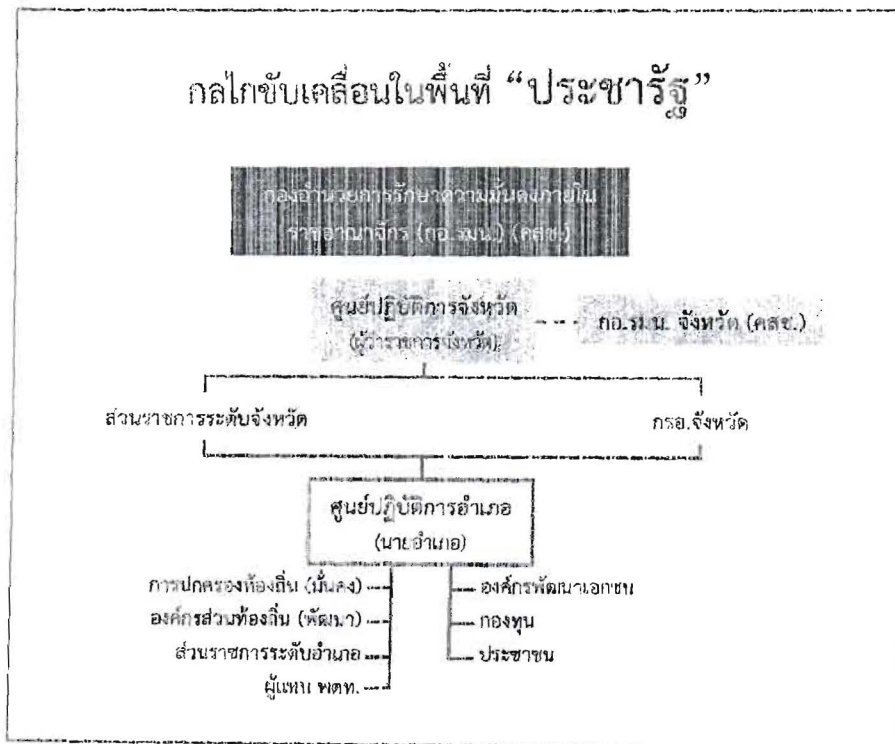 กลไกขับเคลื่อนในพื้นที่ “ประชารัฐ”
กองอำนวยการรักษาความมั่นคงภายใน
ราชอาณาจักร (กอ.รมน.) (คสช.)
ศูนย์ปฏิบัติการจังหวัด
(ผู้ว่าราชการจังหวัด)
กอ.รมน. จังหวัด (คสช.)
ส่วนราชการระดับจังหวัด
กรอ.จังหวัด
ศูนย์ปฏิบัติการอำเภอ
(นายอำเภอ)
การปกครองท้องถิ่น (มั่นคง)
องค์กรพัฒนาเอกชน
องค์กรส่วนท้องถิ่น (พัฒนา)
กองทุน
ส่วนราชการระดับอำเภอ
ประชาชน
ผู้แทน พตท.